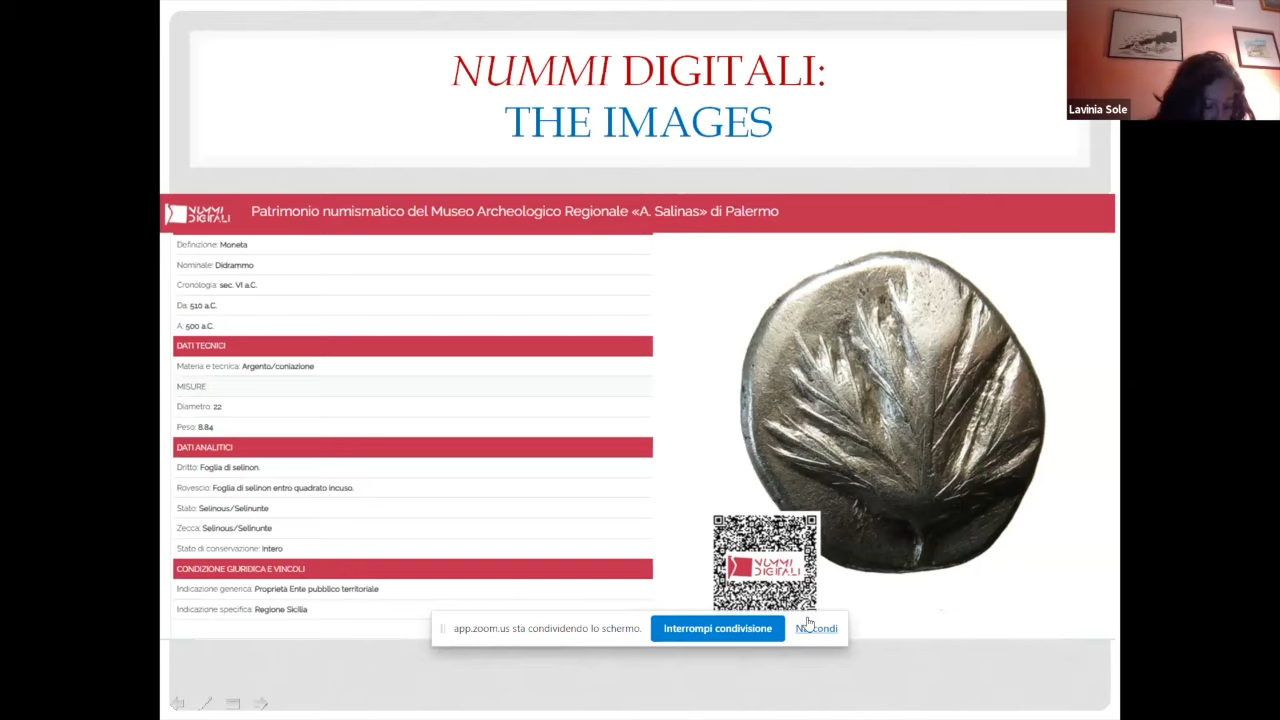 NUMMI DIGITALI:
THE IMAGES
Lavinia Sole
NUMMI
DIGITALI
Patrimonio numismatico del Museo Archeologico Regionale «A. Salinas» di Palermo
Definizione: Moneta
Nominale: Didrammo
Cronologia: sec. VI a.C.
Da: 510 a.C.
A: 500 a.C.
DATI TECNICI
Materia e tecnica: Argento/coniazione
MISURE
Diametro: 22
Peso: 8.84
DATI ANALITICI
Dritto: Foglia di selinon.
Rovescio: Foglia di selinon entro quadrato incuso.
Stato: Selinous/Selinunte
Zecca: Selinous/Selinunte
Stato di conservazione: Intero
CONDIZIONE GIURIDICA E VINCOLI
Indicazione generica: Proprietà Ente pubblico territoriale
Indicazione specifica: Regione Sicilia
NUMMI
DIGITALI
app.zoom.us sta condividendo lo schermo.
Interrompi condivisione